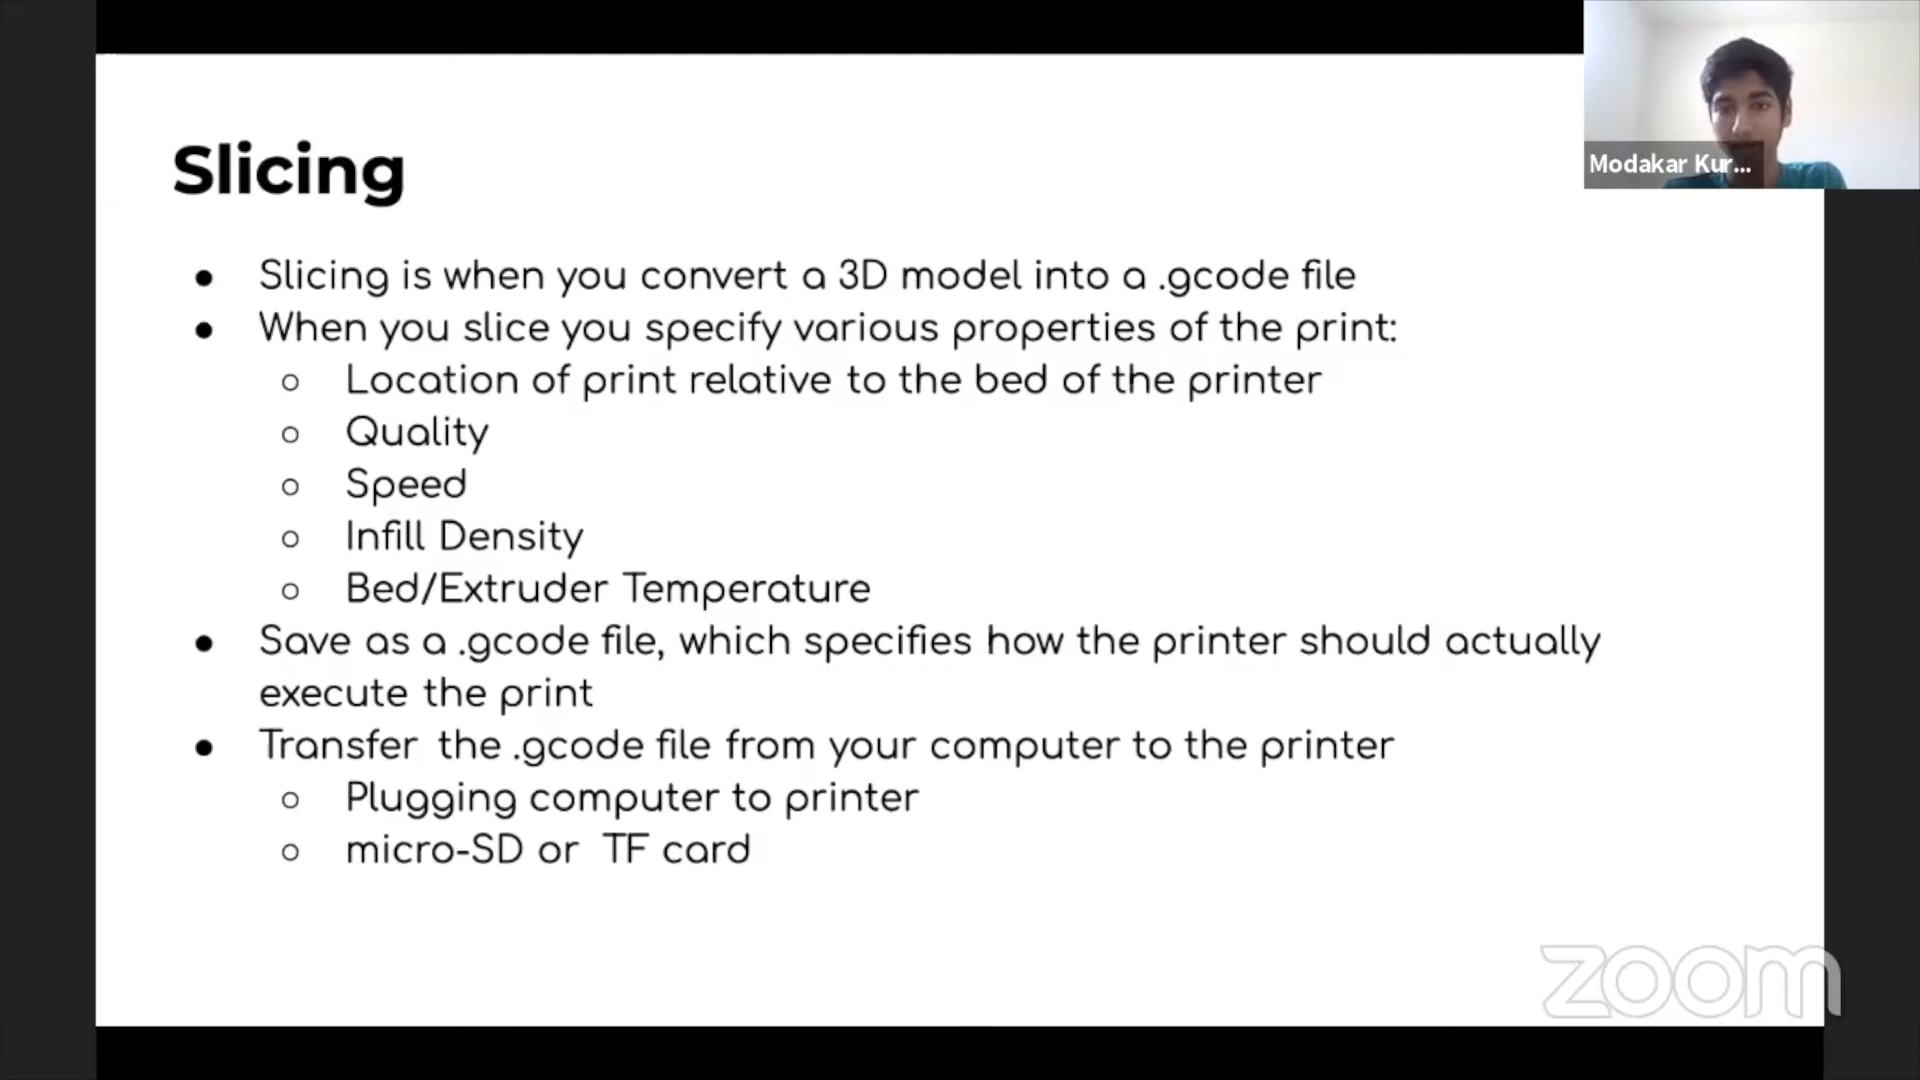 Modakar Kur...
Slicing
● Slicing is when you convert a 3D model into a .gcode file
● When you slice you specify various properties of the print:
○ Location of print relative to the bed of the printer
○ Quality
○ Speed
○ Infill Density
○ Bed/Extruder Temperature
● Save as a .gcode file, which specifies how the printer should actually
execute the print
● Transfer the .gcode file from your computer to the printer
○ Plugging computer to printer
○ micro-SD or TF card
zoom